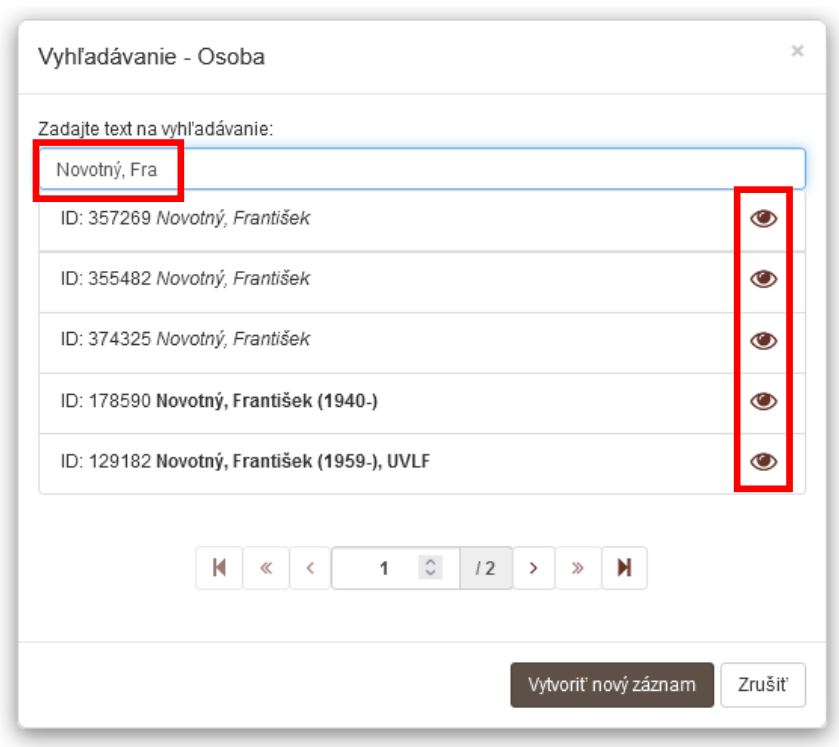 Vyhľadávanie - Osoba ×
Zadajte text na vyhľadávanie:
Novotný, Fra
ID: 357269 Novotný, František
ID: 355482 Novotný, František
ID: 374325 Novotný, František
ID: 178590 Novotný, František (1940-)
ID: 129182 Novotný, František (1959-), UVLF
« ‹ 1 / 2 › »
Vytvoriť nový záznam Zrušiť